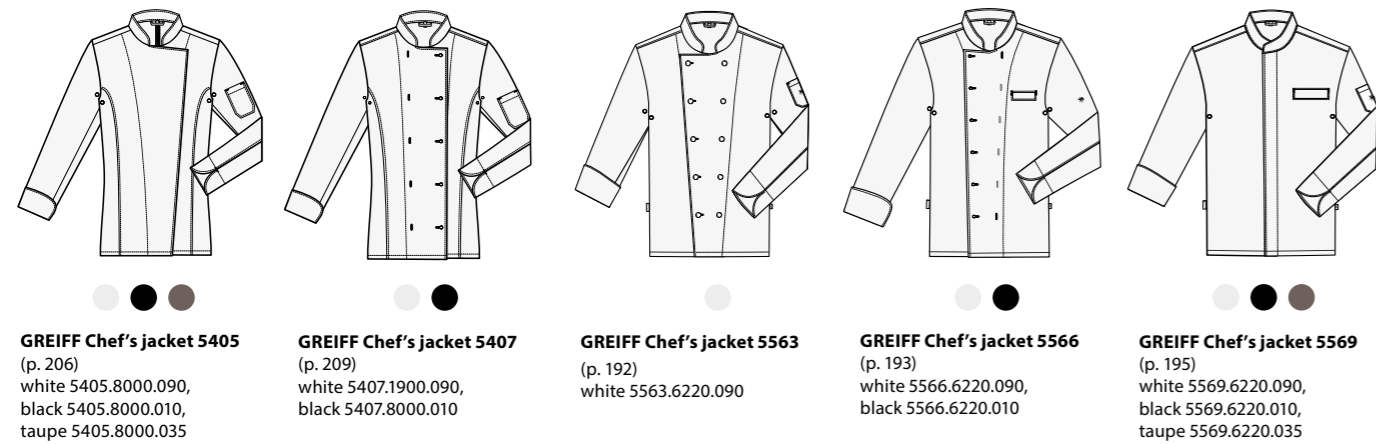 GREIFF Chef’s jacket 5405
(p. 206)
white 5405.8000.090,
black 5405.8000.010,
taupe 5405.8000.035
GREIFF Chef’s jacket 5407
(p. 209)
white 5407.1900.090,
black 5407.8000.010
GREIFF Chef’s jacket 5563
(p. 192)
white 5563.6220.090
GREIFF Chef’s jacket 5566
(p. 193)
white 5566.6220.090,
black 5566.6220.010
GREIFF Chef’s jacket 5569
(p. 195)
white 5569.6220.090,
black 5569.6220.010,
taupe 5569.6220.035